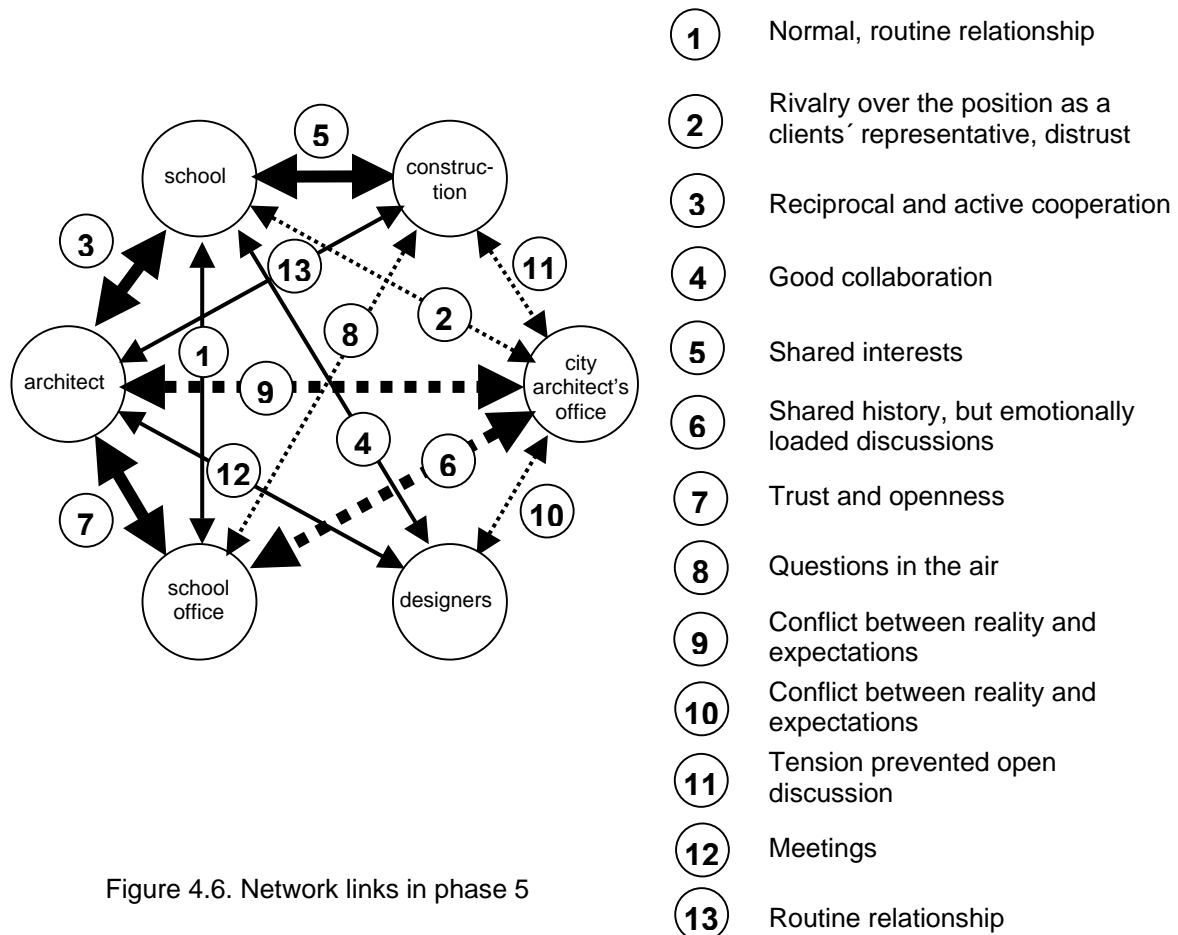 5
school
construc-
tion
3
13
11
8
2
1
architect
9
city
architect's
office
4
12
6
7
10
school
office
designers
1 Normal, routine relationship
2 Rivalry over the position as a
clients´ representative, distrust
3 Reciprocal and active cooperation
4 Good collaboration
5 Shared interests
6 Shared history, but emotionally
loaded discussions
7 Trust and openness
8 Questions in the air
9 Conflict between reality and
expectations
10 Conflict between reality and
expectations
11 Tension prevented open
discussion
12 Meetings
13 Routine relationship
Figure 4.6. Network links in phase 5